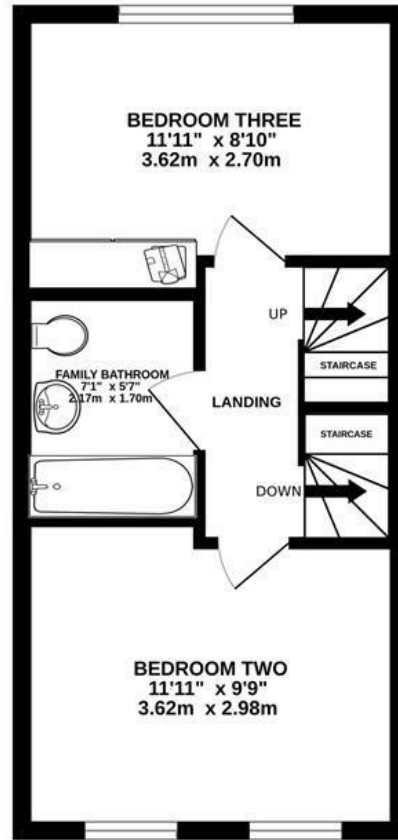 BEDROOM THREE
11'11" x 8'10"
3.62m x 2.70m
UP
STAIRCASE
FAMILY BATHROOM
7'1" x 5'7"
2.17m x 1.70m
LANDING
STAIRCASE
DOWN
BEDROOM TWO
11'11" x 9'9"
3.62m x 2.98m